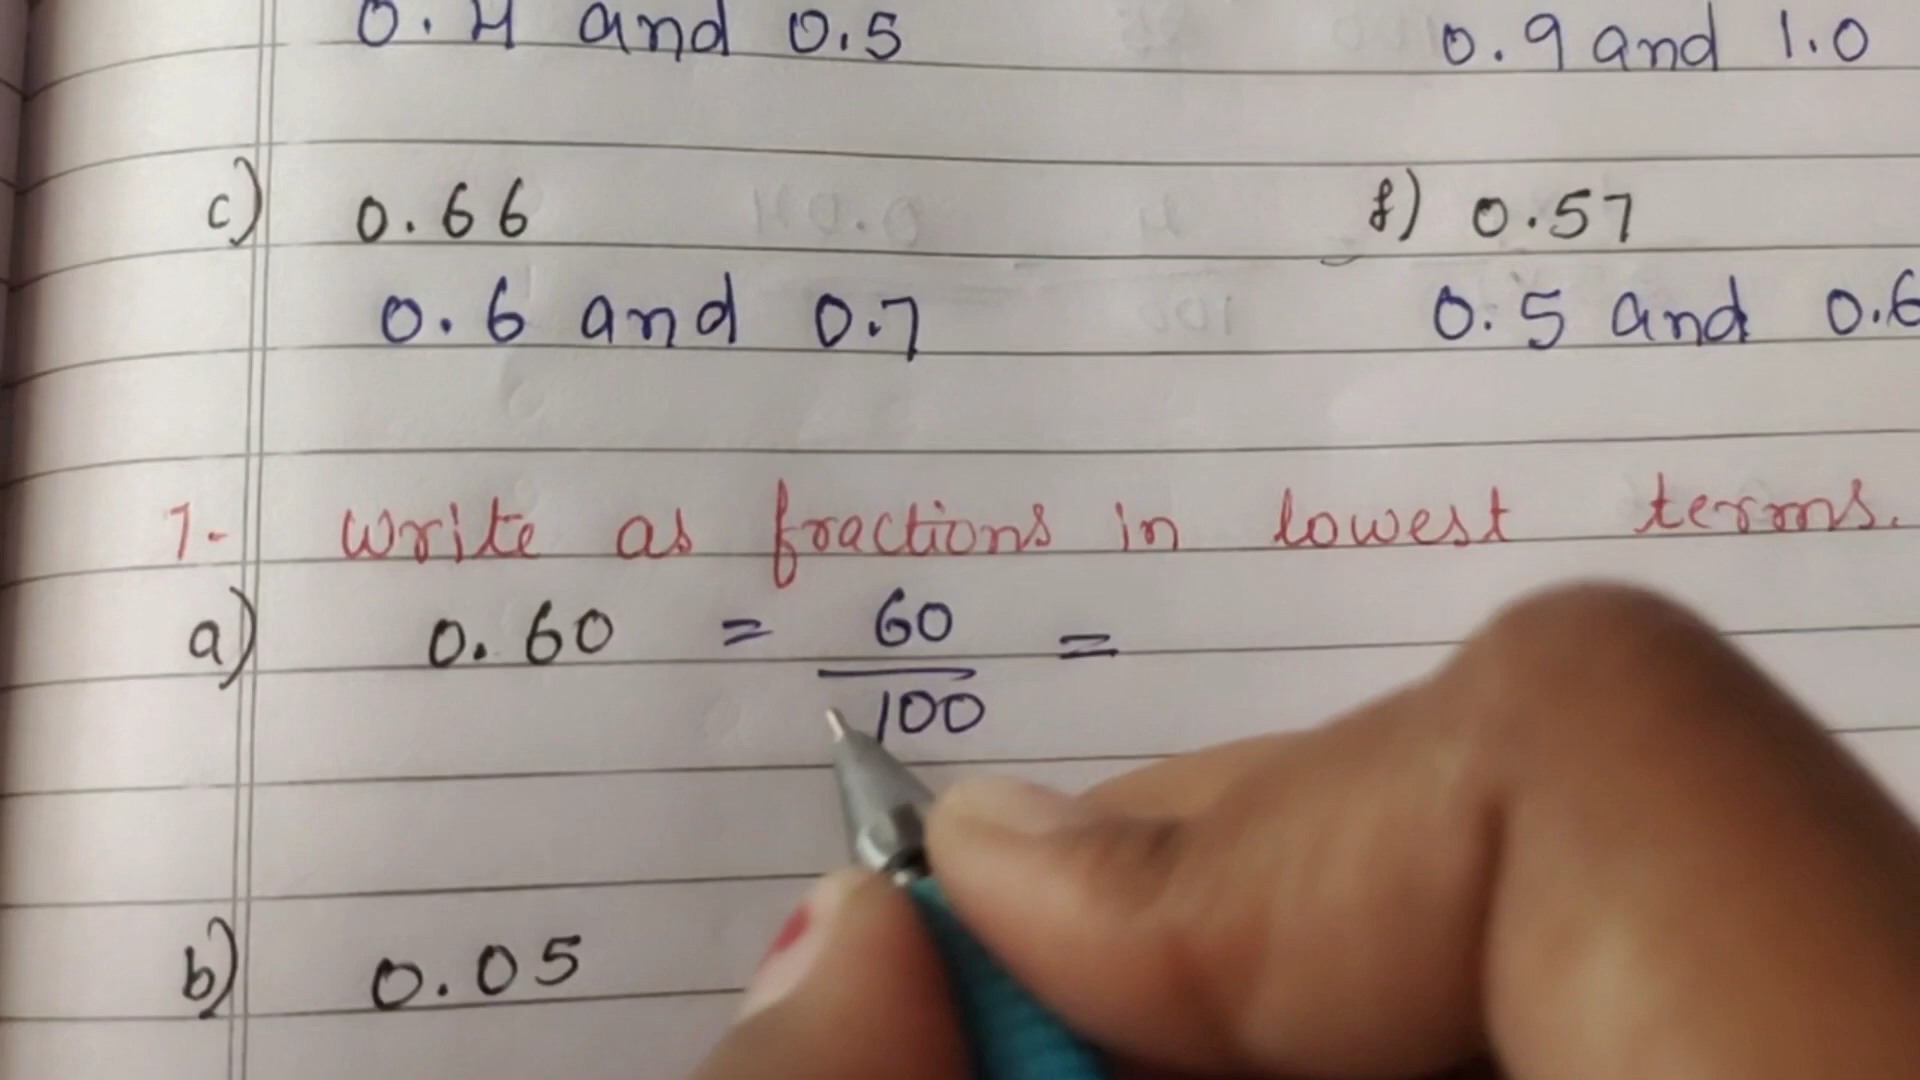 0.4 and 0.5 0.9 and 1.0
c) 0.66 f) 0.57
0.6 and 0.7 0.5 and 0.6
7. Write as fractions in lowest terms.
a) 0.60 = 60/100 =
b) 0.05